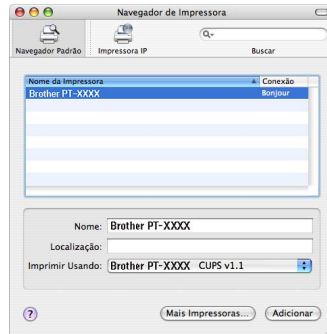 Navegador de Impressora
Navegador Padrão
Impressora IP
Buscar
Nome da Impressora Conexão
Brother PT-XXXX Bonjour
Nome: Brother PT-XXXX
Localização:
Imprimir Usando: Brother PT-XXXX CUPS v1.1
? Mais Impressoras... Adicionar